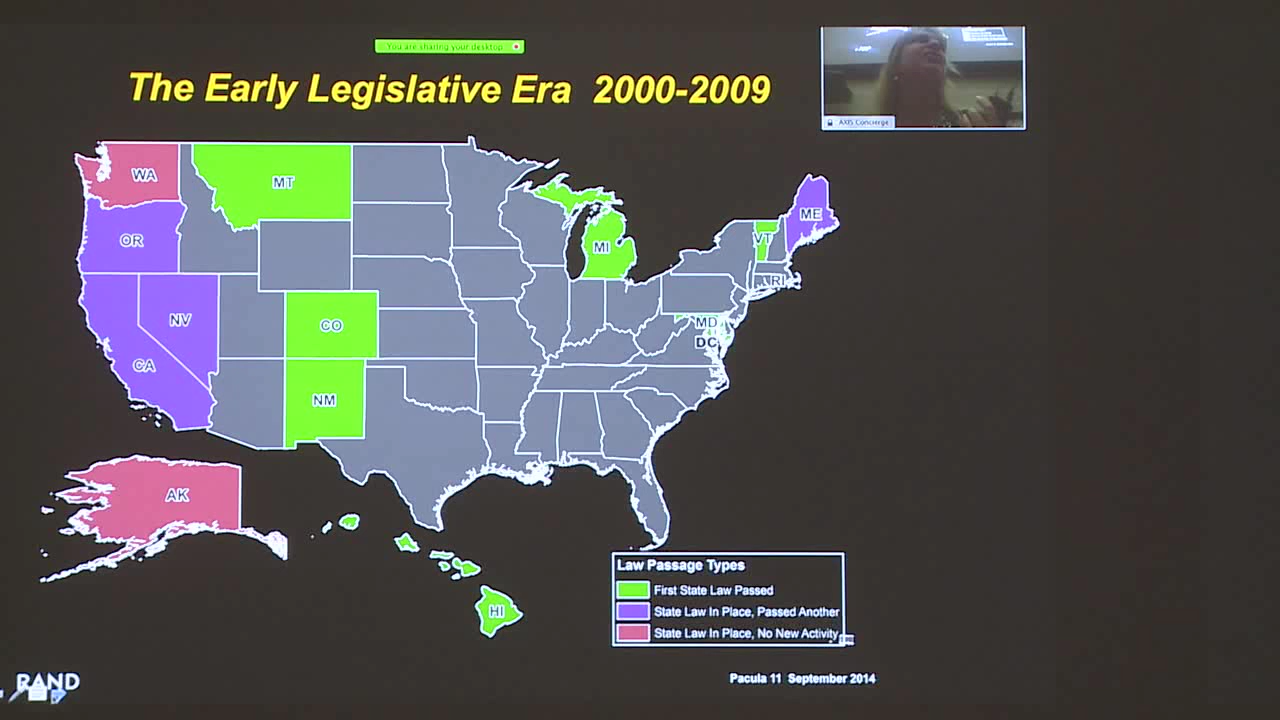 You are sharing your desktop
The Early Legislative Era 2000-2009
AXIS Concierge
WA
MT
OR
MI
VT
ME
RI
NV
CO
MD
DC
CA
NM
AK
HI
Law Passage Types
First State Law Passed
State Law In Place, Passed Another
State Law In Place, No New Activity
RAND
Pacula 11 September 2014